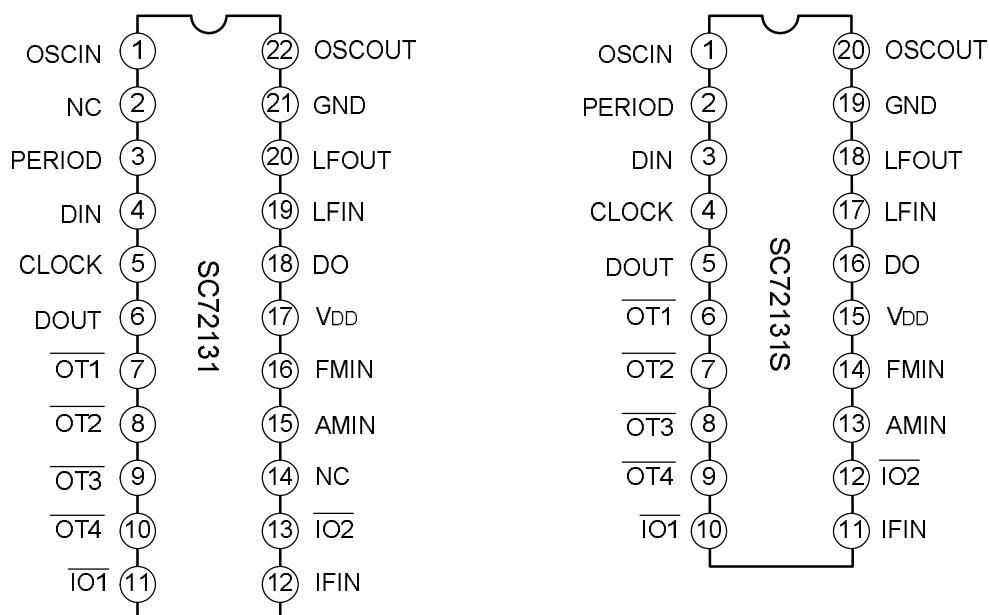 OSCIN 1 22 OSCOUT
NC 2 21 GND
PERIOD 3 20 LFOUT
DIN 4 19 LFIN
CLOCK 5 18 DO
DOUT 6 17 VDD
OT1 7 16 FMIN
OT2 8 15 AMIN
OT3 9 14 NC
OT4 10 13 IO2
IO1 11 12 IFIN
SC72131
OSCIN 1 20 OSCOUT
PERIOD 2 19 GND
DIN 3 18 LFOUT
CLOCK 4 17 LFIN
DOUT 5 16 DO
OT1 6 15 VDD
OT2 7 14 FMIN
OT3 8 13 AMIN
OT4 9 12 IO2
IO1 10 11 IFIN
SC72131S